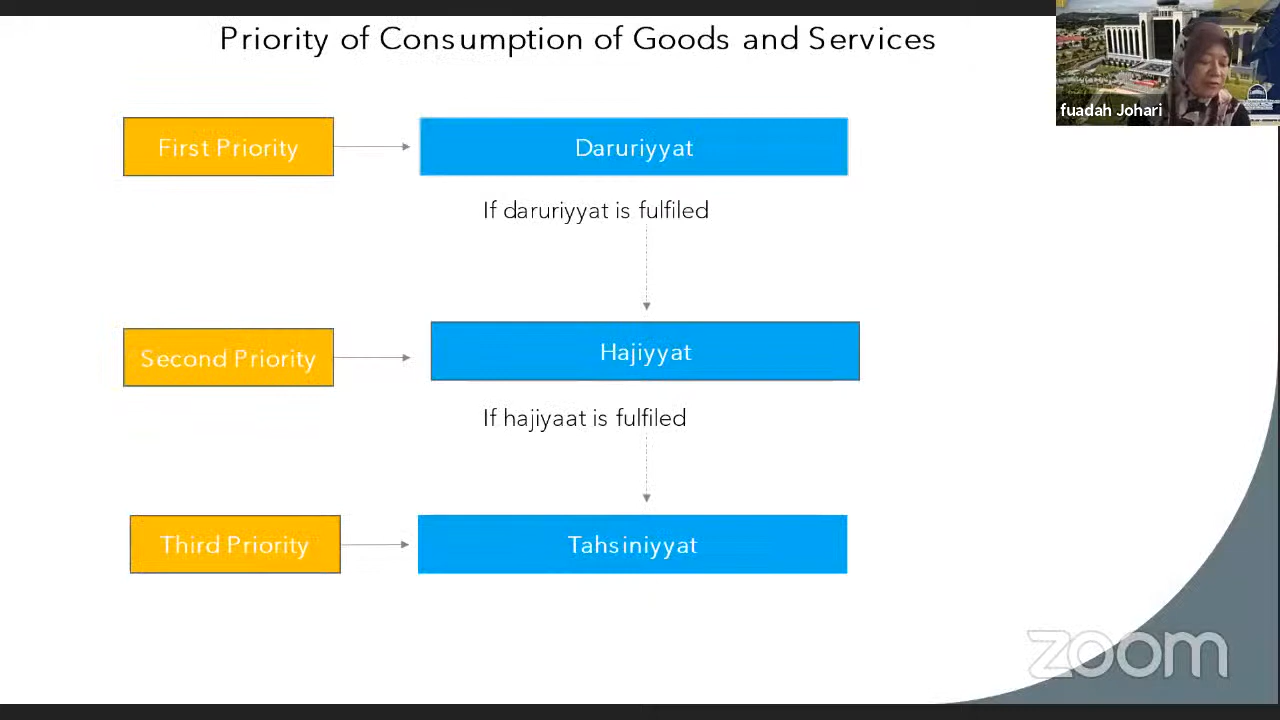 Priority of Consumption of Goods and Services
fuadah Johari
First Priority
Daruriyyat
If daruriyyat is fulfiled
Second Priority
Hajiyyat
If hajiyaat is fulfiled
Third Priority
Tahsiniyyat
zoom